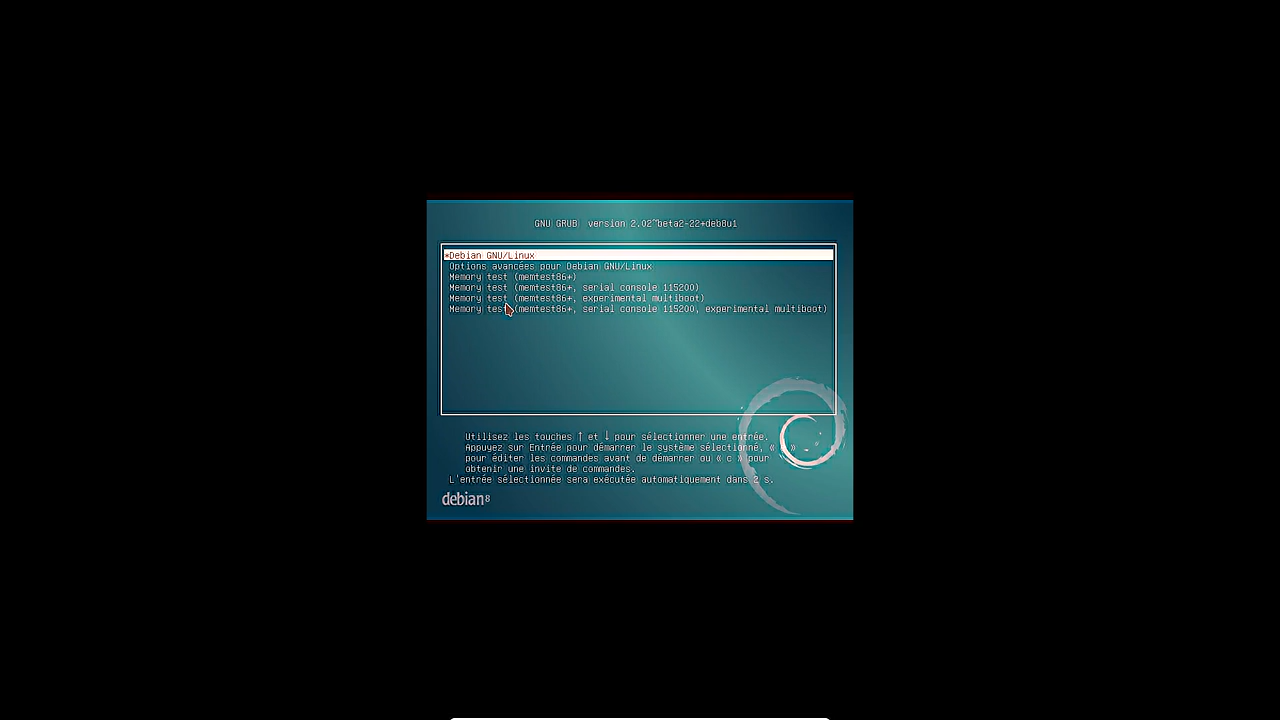 GNU GRUB version 2.02~beta2-22+deb8u1
*Debian GNU/Linux
Options avancées pour Debian GNU/Linux
Memory test (memtest86+)
Memory test (memtest86+, serial console 115200)
Memory test (memtest86+, experimental multiboot)
Memory test (memtest86+, serial console 115200, experimental multiboot)
Utilisez les touches ↑ et ↓ pour sélectionner une entrée.
Appuyez sur Entrée pour démarrer le système sélectionné, « »
pour éditer les commandes avant de démarrer ou « c » pour
obtenir une invite de commandes.
L'entrée sélectionnée sera exécutée automatiquement dans 2 s.
debian 8